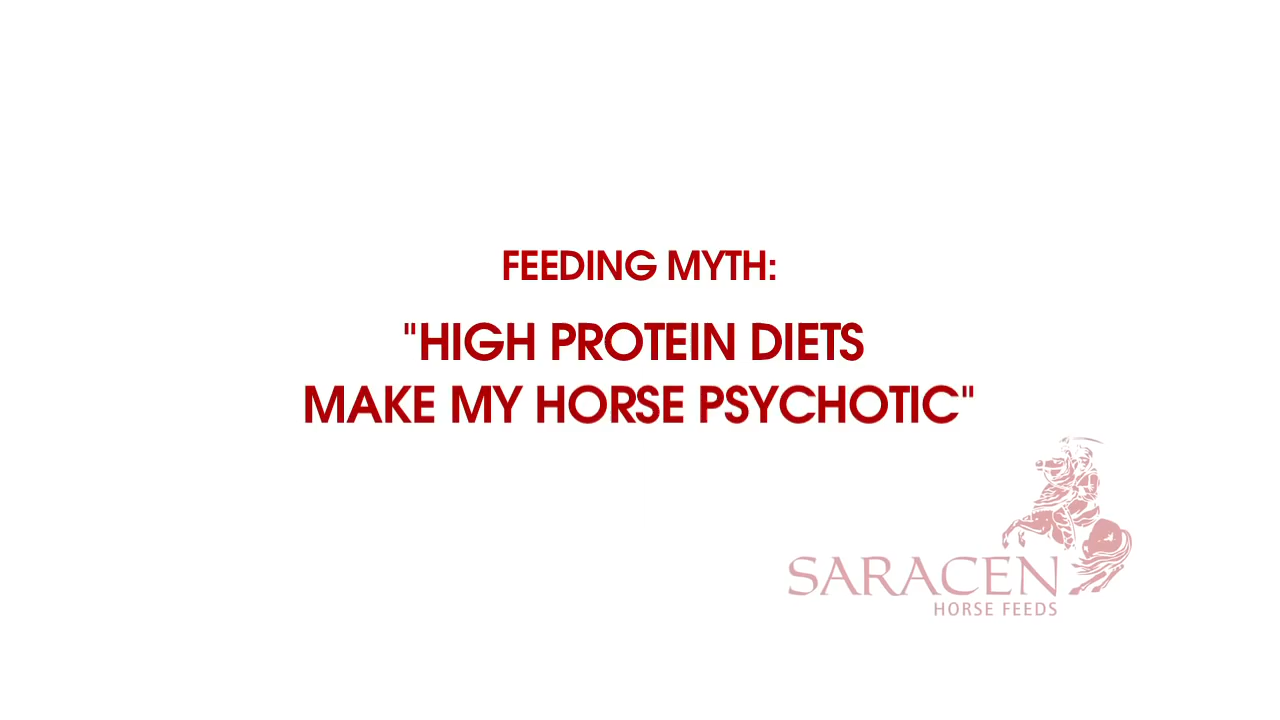 FEEDING MYTH:
"HIGH PROTEIN DIETS
MAKE MY HORSE PSYCHOTIC"
SARACEN
HORSE FEEDS